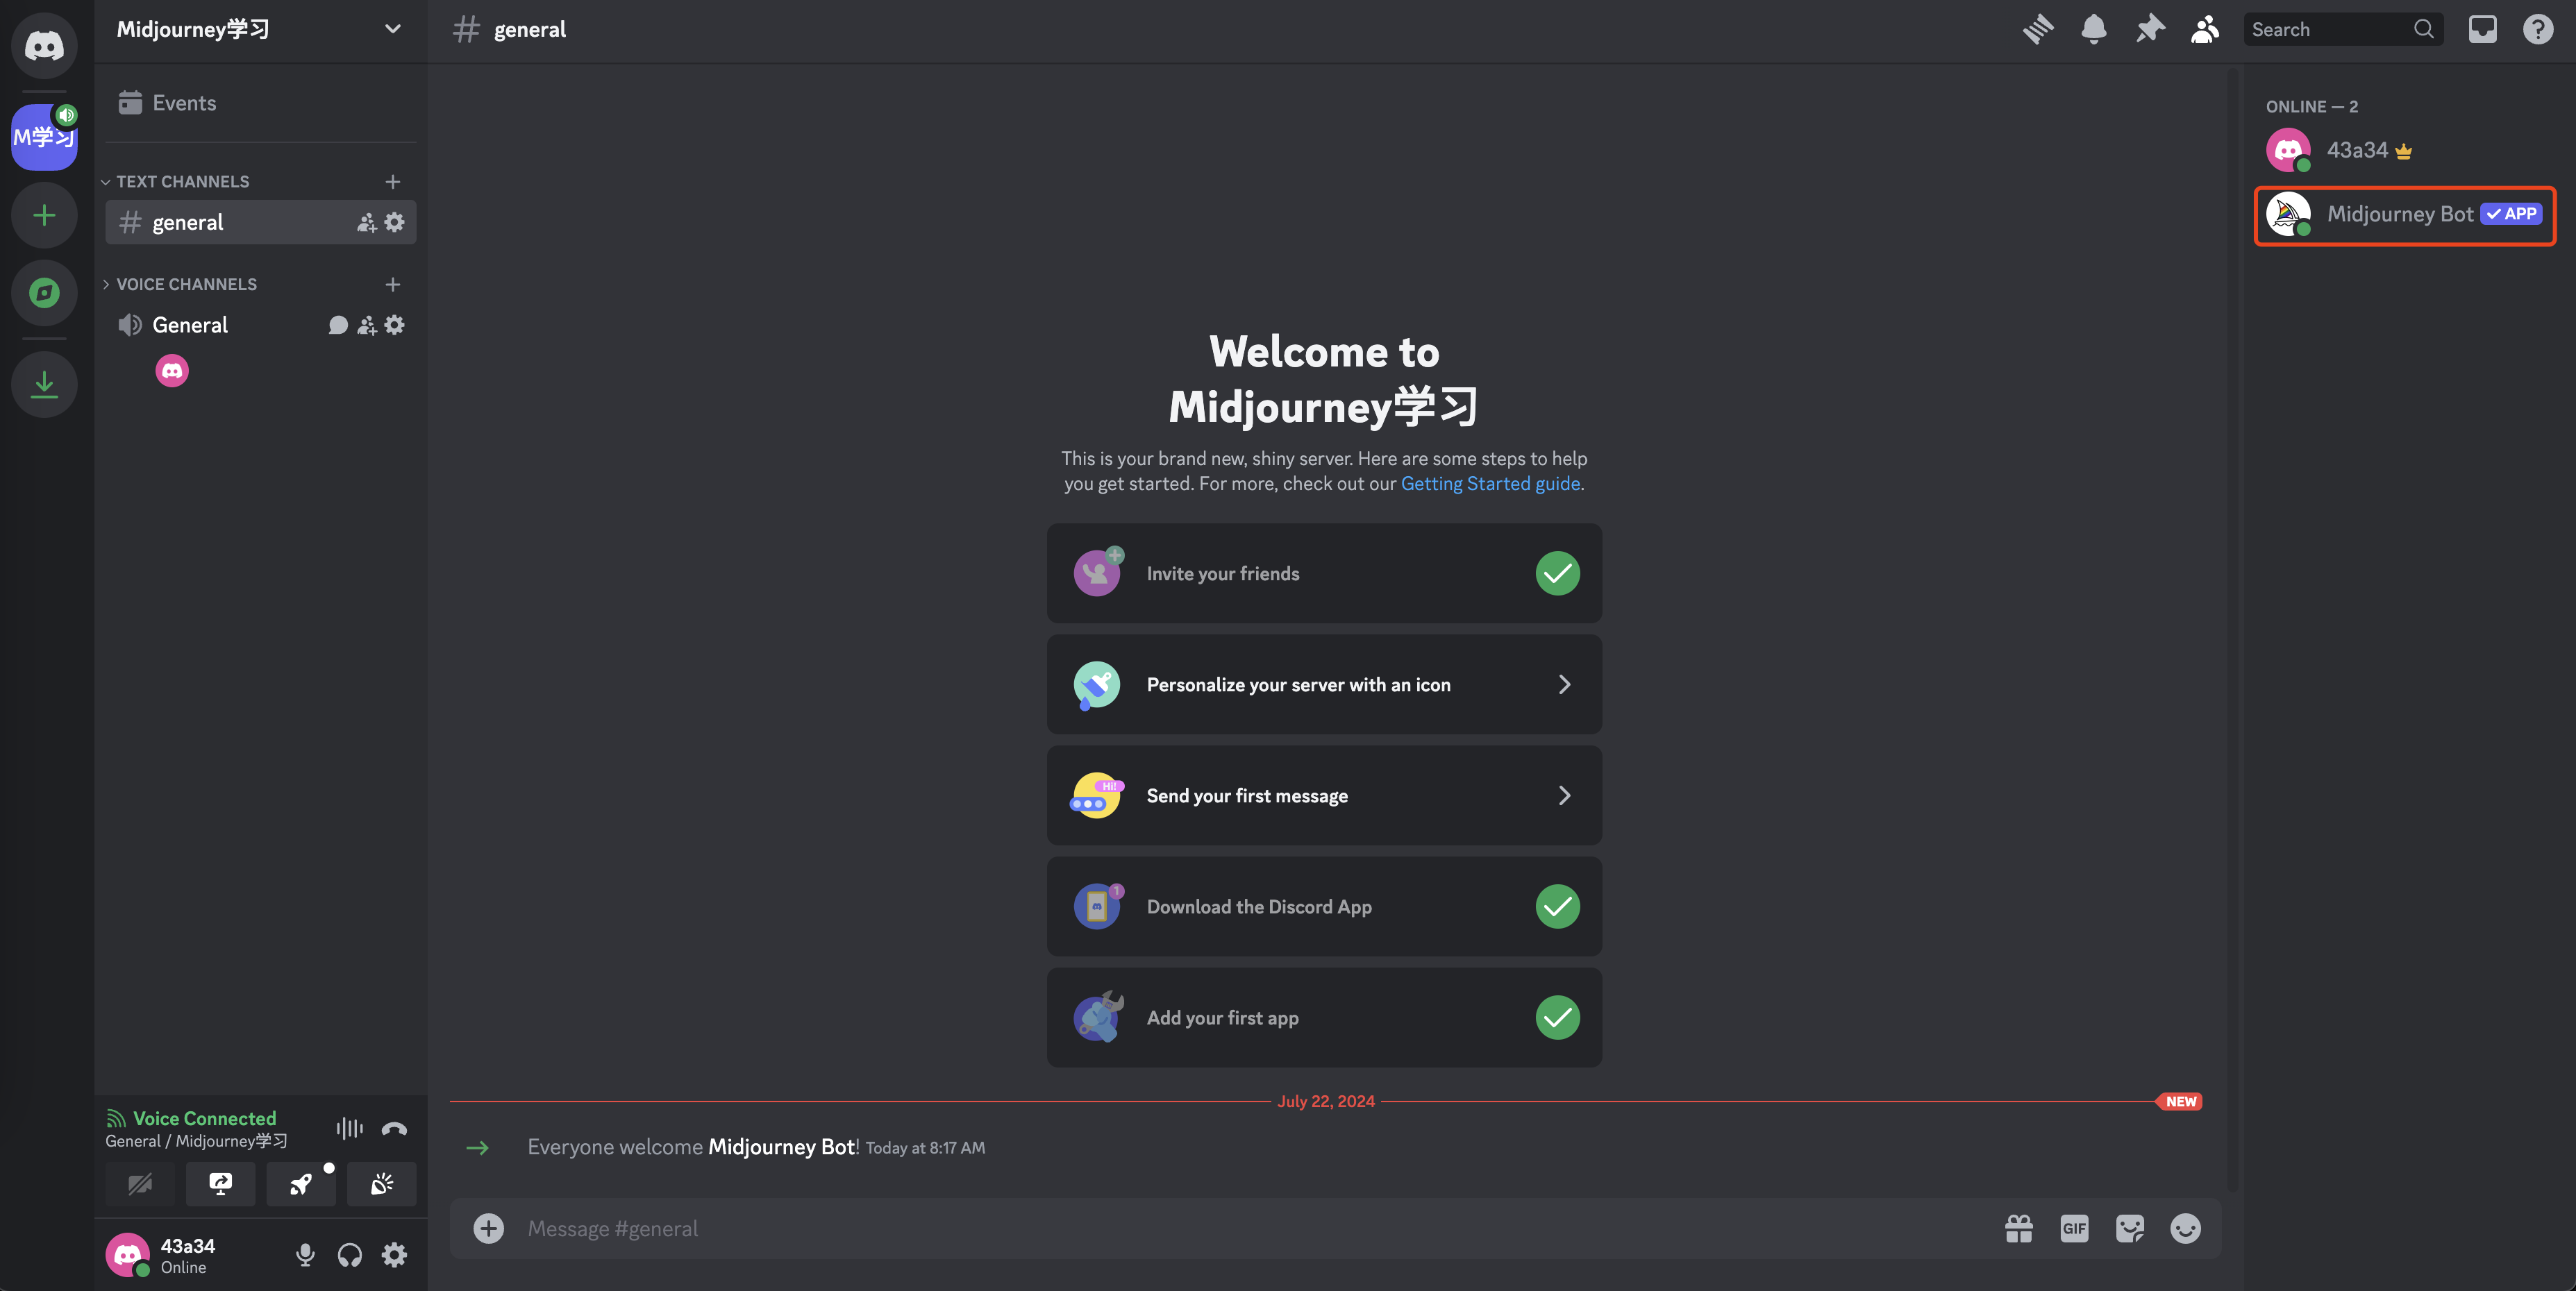 Midjourney学习
general
Search
M学习
Events
TEXT CHANNELS
general
VOICE CHANNELS
General
ONLINE — 2
43a34
Midjourney Bot APP
Welcome to
Midjourney学习
This is your brand new, shiny server. Here are some steps to help
you get started. For more, check out our Getting Started guide.
Invite your friends
Personalize your server with an icon
Hi!
Send your first message
1
Download the Discord App
Add your first app
July 22, 2024
NEW
Everyone welcome Midjourney Bot! Today at 8:17 AM
Message #general
GIF
Voice Connected
General / Midjourney学习
43a34
Online